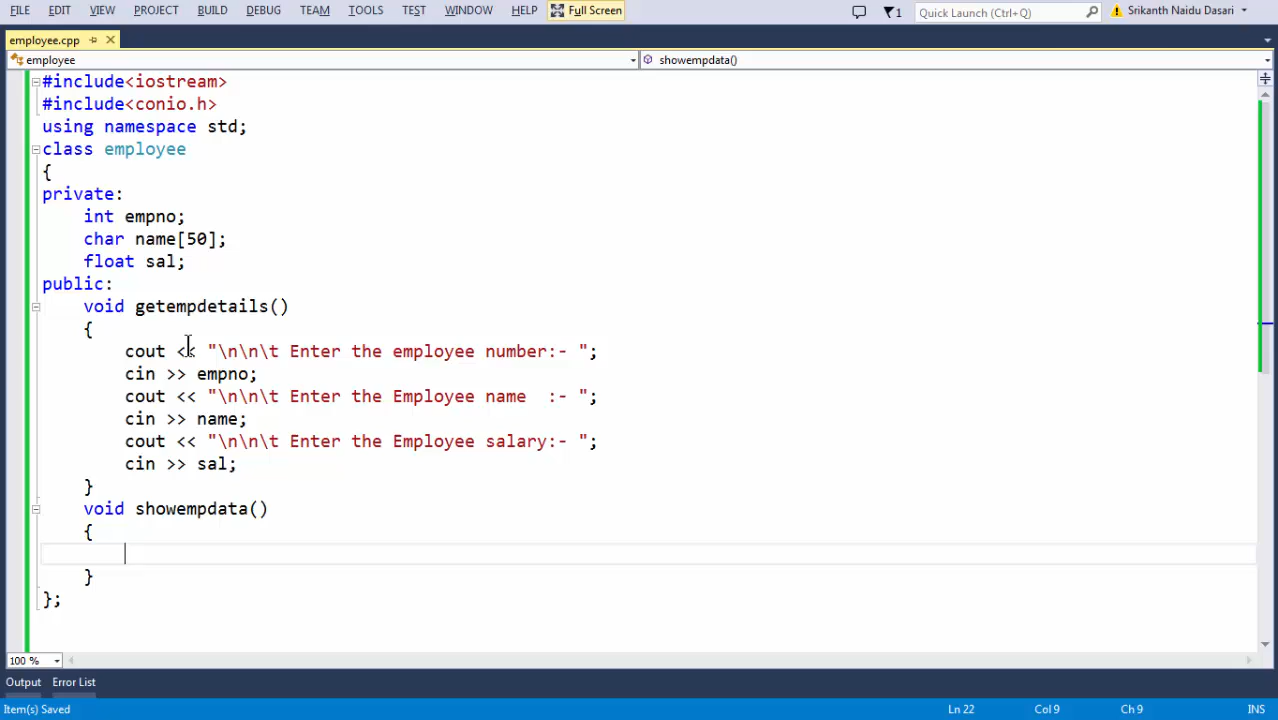 FILE EDIT VIEW PROJECT BUILD DEBUG TEAM TOOLS TEST WINDOW HELP Full Screen 1 Quick Launch (Ctrl+Q) Srikanth Naidu Dasari
employee.cpp
employee showempdata()
#include<iostream>
#include<conio.h>
using namespace std;
class employee
{
private:
int empno;
char name[50];
float sal;
public:
void getempdetails()
{
cout << "\n\n\t Enter the employee number:- ";
cin >> empno;
cout << "\n\n\t Enter the Employee name  :- ";
cin >> name;
cout << "\n\n\t Enter the Employee salary:- ";
cin >> sal;
}
void showempdata()
{
}
};
100 %
Output Error List
Item(s) Saved Ln 22 Col 9 Ch 9 INS